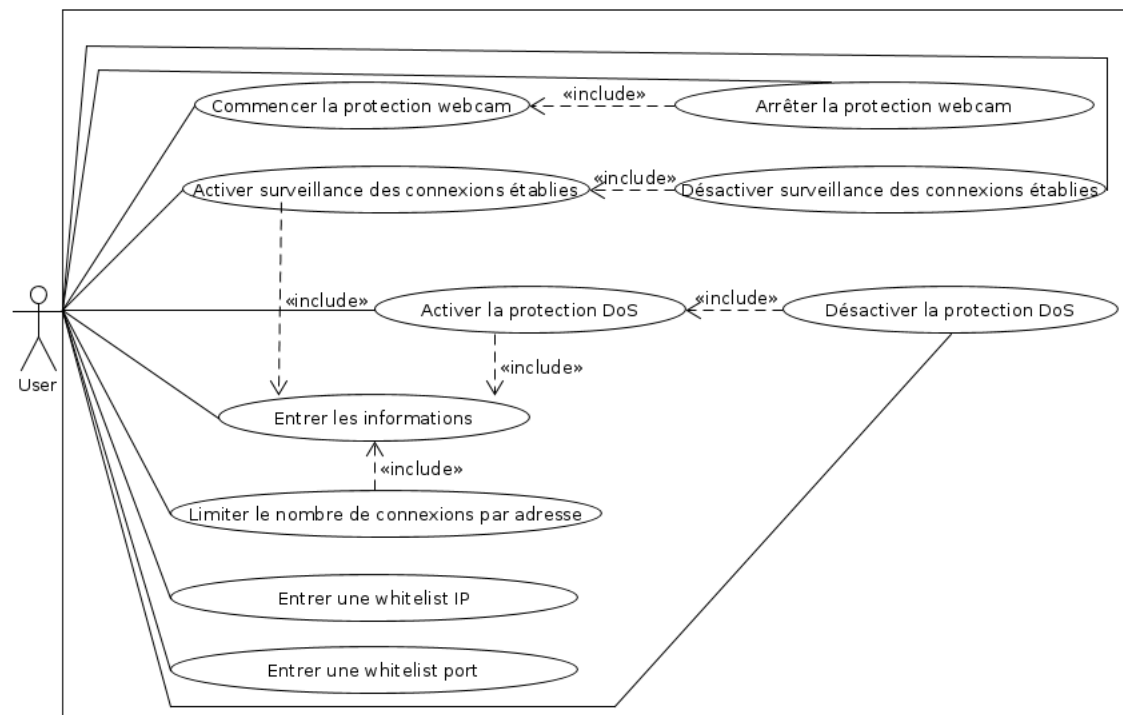 «include»
Commencer la protection webcam
Arrêter la protection webcam
«include»
Activer surveillance des connexions établies
Désactiver surveillance des connexions établies
«include»
«include»
Activer la protection DoS
Désactiver la protection DoS
«include»
User
Entrer les informations
«include»
Limiter le nombre de connexions par adresse
Entrer une whitelist IP
Entrer une whitelist port